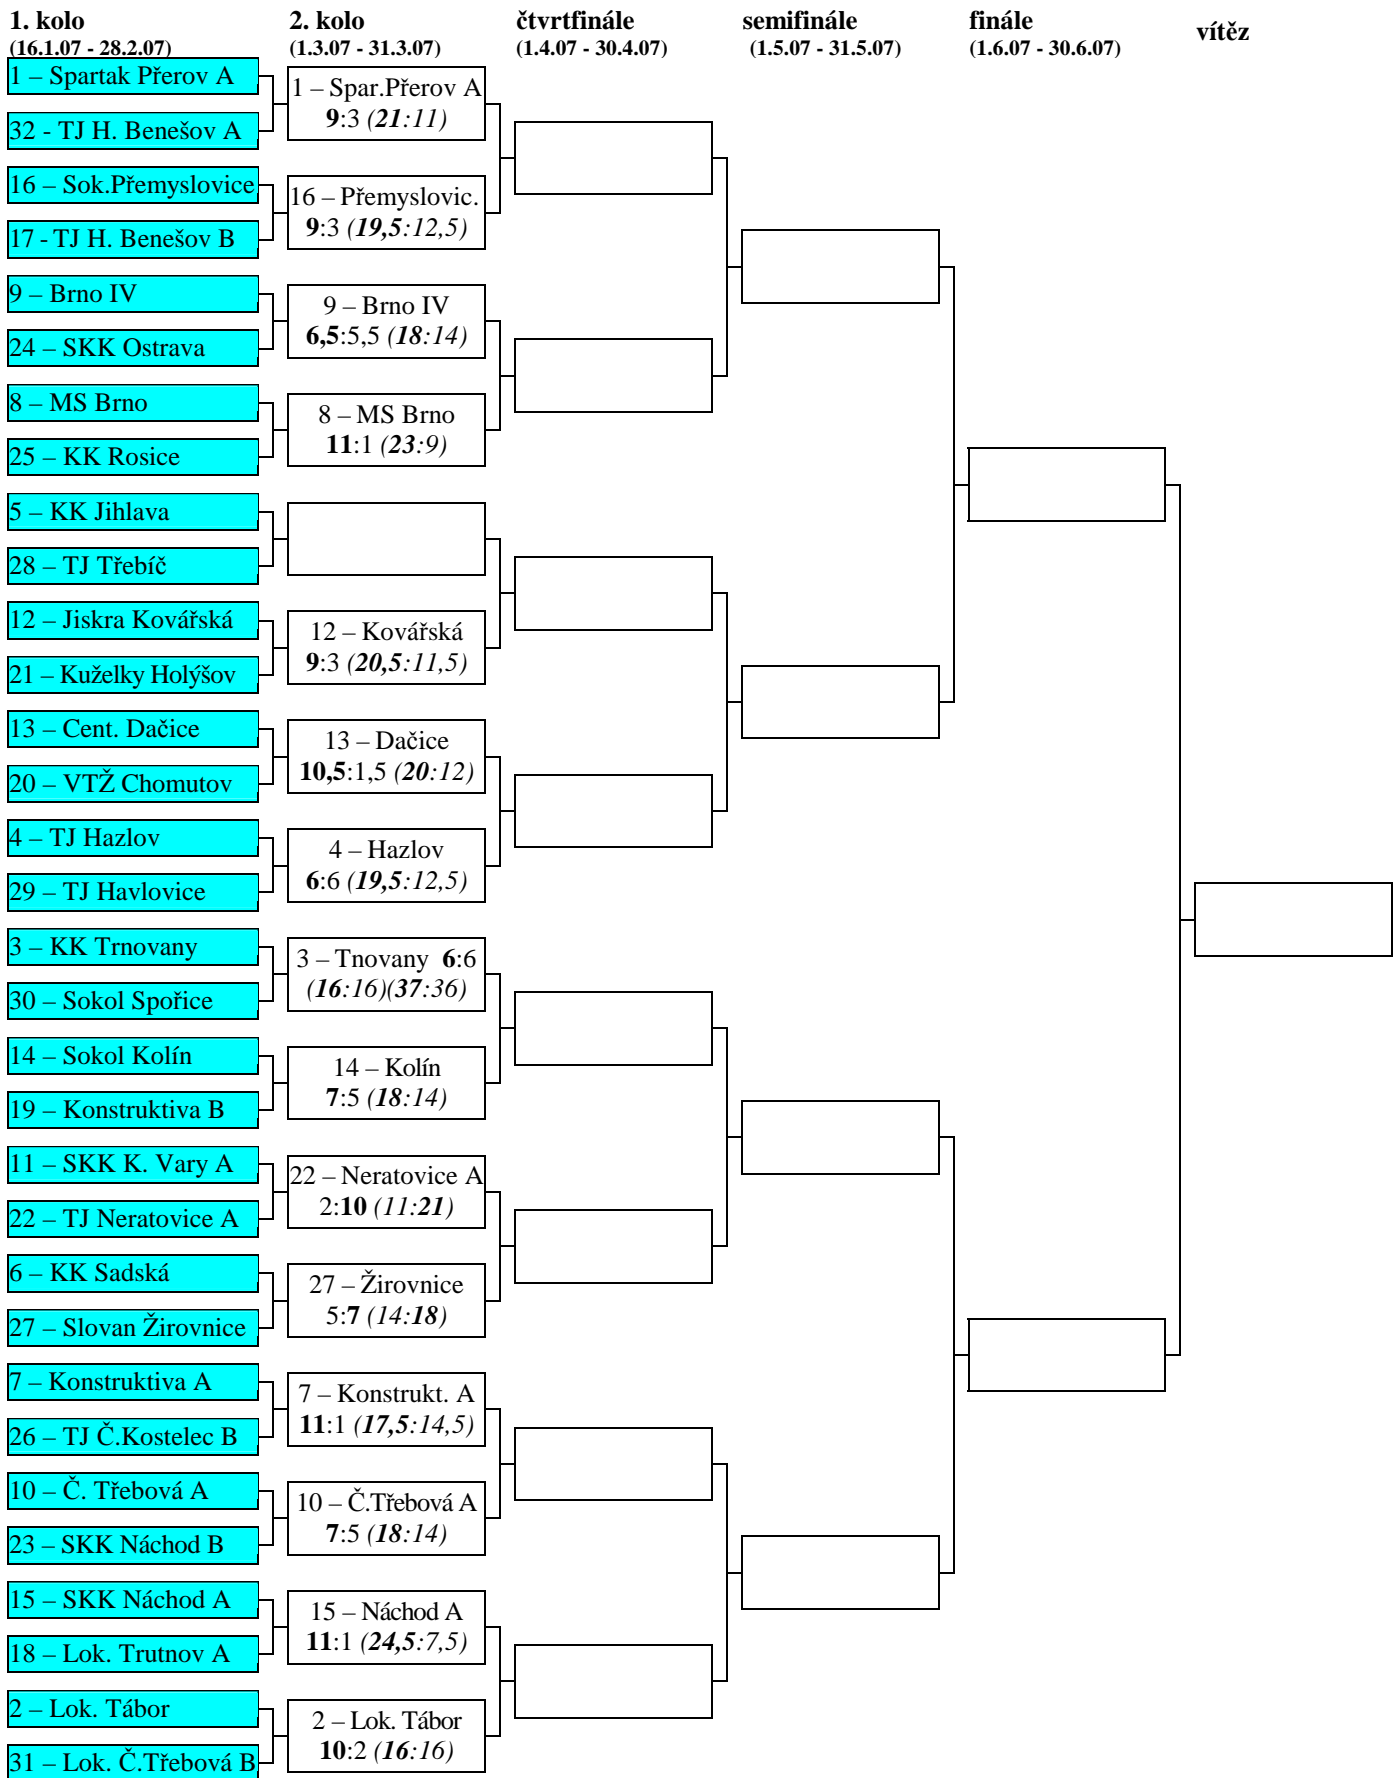 1. kolo
(16.1.07 - 28.2.07)
2. kolo
(1.3.07 - 31.3.07)
čtvrtfinále
(1.4.07 - 30.4.07)
semifinále
(1.5.07 - 31.5.07)
finále
(1.6.07 - 30.6.07)
vítěz
1 – Spartak Přerov A
32 - TJ H. Benešov A
16 – Sok.Přemyslovice
17 - TJ H. Benešov B
9 – Brno IV
24 – SKK Ostrava
8 – MS Brno
25 – KK Rosice
5 – KK Jihlava
28 – TJ Třebíč
12 – Jiskra Kovářská
21 – Kuželky Holýšov
13 – Cent. Dačice
20 – VTŽ Chomutov
4 – TJ Hazlov
29 – TJ Havlovice
3 – KK Trnovany
30 – Sokol Spořice
14 – Sokol Kolín
19 – Konstruktiva B
11 – SKK K. Vary A
22 – TJ Neratovice A
6 – KK Sadská
27 – Slovan Žirovnice
7 – Konstruktiva A
26 – TJ Č.Kostelec B
10 – Č. Třebová A
23 – SKK Náchod B
15 – SKK Náchod A
18 – Lok. Trutnov A
2 – Lok. Tábor
31 – Lok. Č.Třebová B
1 – Spar.Přerov A
9:3 (21:11)
16 – Přemyslovic.
9:3 (19,5:12,5)
9 – Brno IV
6,5:5,5 (18:14)
8 – MS Brno
11:1 (23:9)
12 – Kovářská
9:3 (20,5:11,5)
13 – Dačice
10,5:1,5 (20:12)
4 – Hazlov
6:6 (19,5:12,5)
3 – Tnovany 6:6
(16:16)(37:36)
14 – Kolín
7:5 (18:14)
22 – Neratovice A
2:10 (11:21)
27 – Žirovnice
5:7 (14:18)
7 – Konstrukt. A
11:1 (17,5:14,5)
10 – Č.Třebová A
7:5 (18:14)
15 – Náchod A
11:1 (24,5:7,5)
2 – Lok. Tábor
10:2 (16:16)